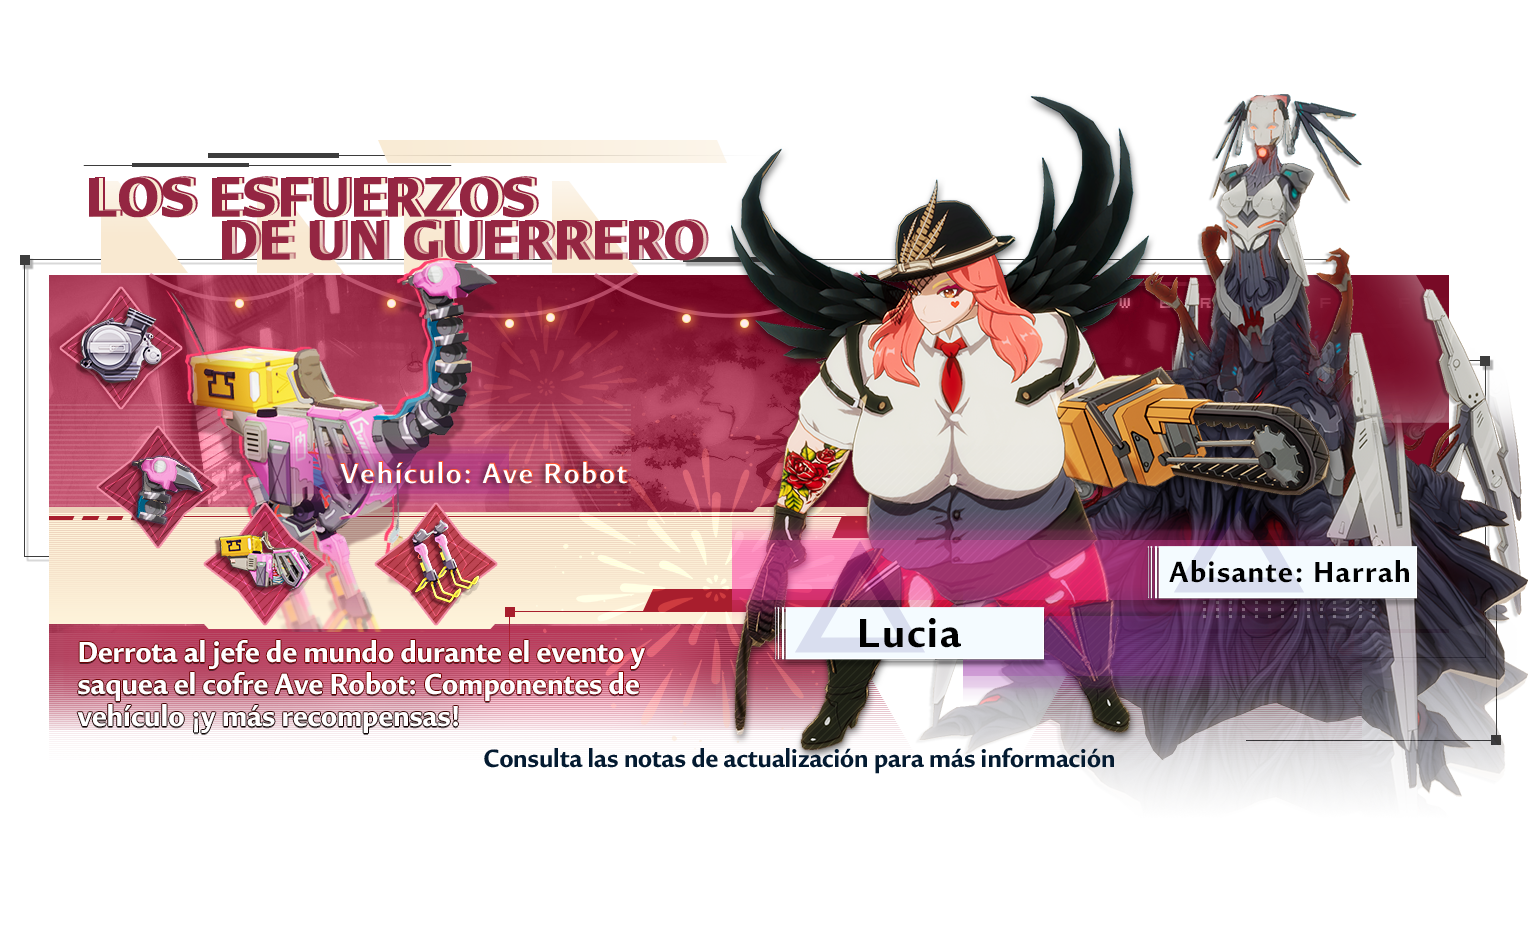 LOS ESFUERZOS
DE UN GUERRERO
Vehículo: Ave Robot
Abisante: Harrah
Lucia
Derrota al jefe de mundo durante el evento y
saquea el cofre Ave Robot: Componentes de
vehículo ¡y más recompensas!
Consulta las notas de actualización para más información